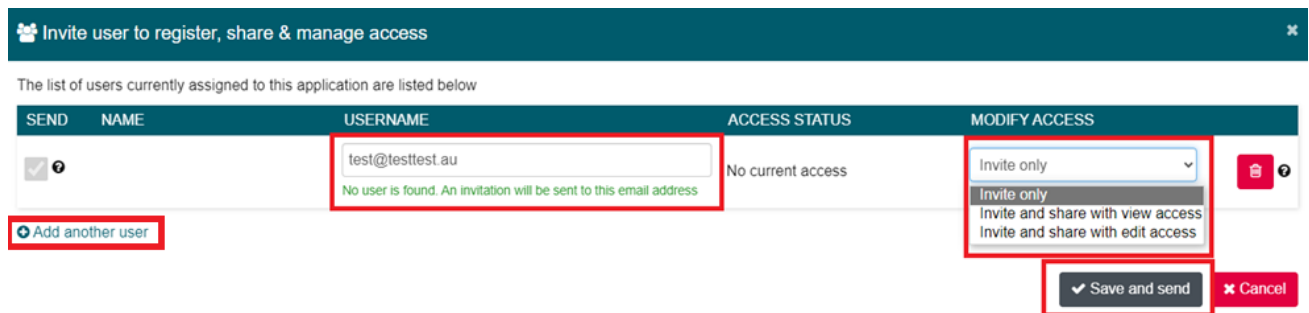 Invite user to register, share & manage access
The list of users currently assigned to this application are listed below
SEND NAME USERNAME ACCESS STATUS MODIFY ACCESS
test@testtest.au
No user is found. An invitation will be sent to this email address
No current access
Invite only
Invite only
Invite and share with view access
Invite and share with edit access
Add another user
Save and send
Cancel